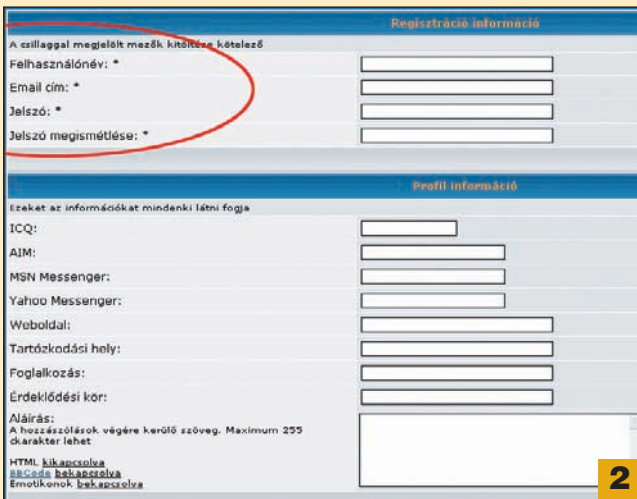 Regisztráció információ
A csillaggal megjelölt mezők kitöltése kötelező
Felhasználónév: *
Email cím: *
Jelszó: *
Jelszó megismétlése: *
Profil információ
Ezeket az információkat mindenki látni fogja
ICQ:
AIM:
MSN Messenger:
Yahoo Messenger:
Weboldal:
Tartózkodási hely:
Foglalkozás:
Érdeklődési kör:
Aláírás:
A hozzászólások végére kerülő szöveg. Maximum 255
ckarakter lehet
HTML kikapcsolva
BBCode bekapcsolva
Emotikonok bekapcsolva
2